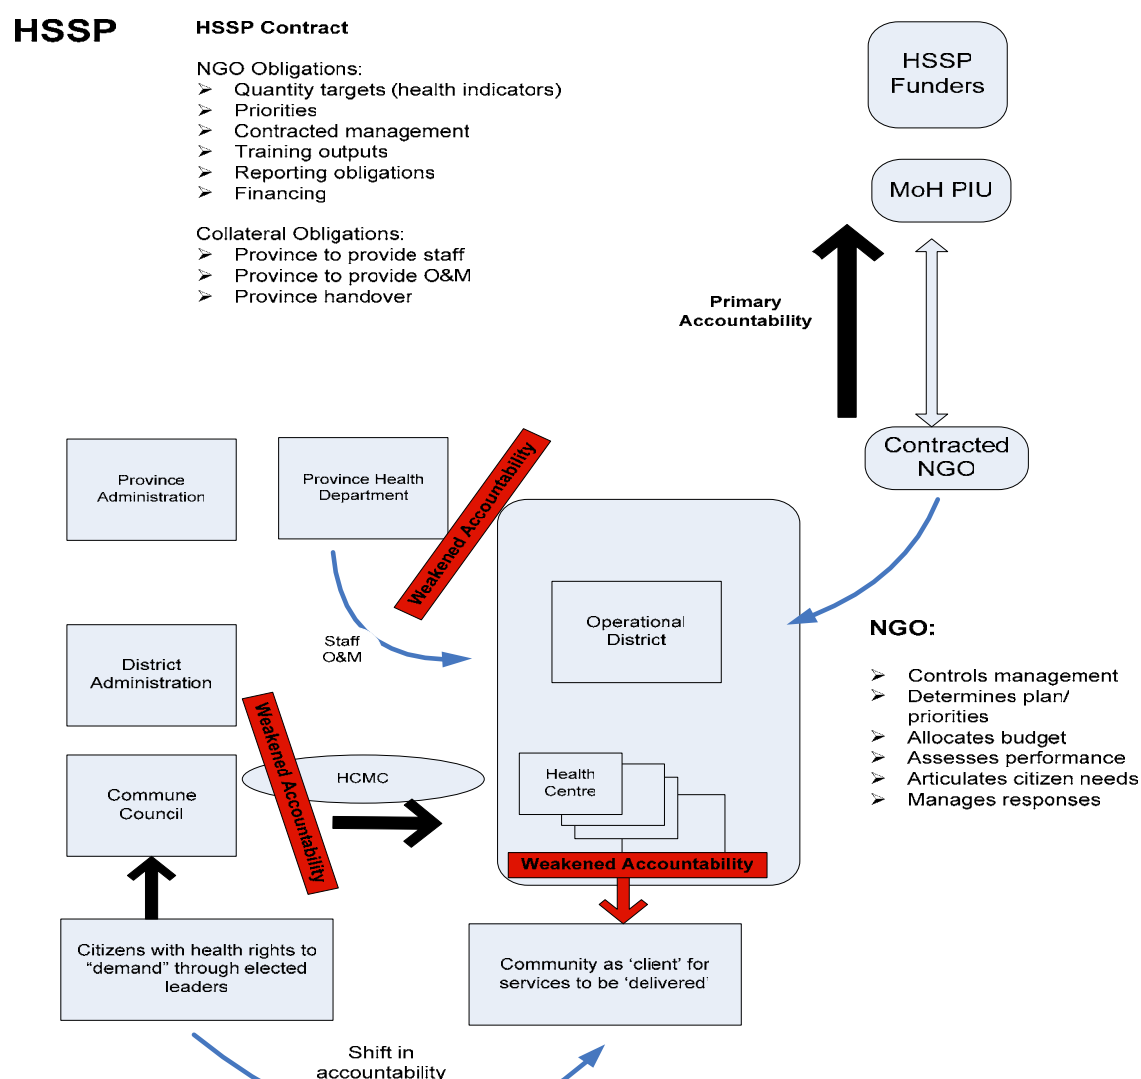 HSSP
HSSP Contract
NGO Obligations:
➢ Quantity targets (health indicators)
➢ Priorities
➢ Contracted management
➢ Training outputs
➢ Reporting obligations
➢ Financing
Collateral Obligations:
➢ Province to provide staff
➢ Province to provide O&M
➢ Province handover
HSSP
Funders
MoH PIU
Primary
Accountability
Contracted
NGO
Province
Administration
Province Health
Department
Weakened Accountability
Operational
District
Staff
O&M
NGO:
➢ Controls management
➢ Determines plan/
priorities
➢ Allocates budget
➢ Assesses performance
➢ Articulates citizen needs
➢ Manages responses
District
Administration
Weakened Accountability
HCMC
Commune
Council
Health
Centre
Weakened Accountability
Citizens with health rights to
“demand” through elected
leaders
Community as ‘client’ for
services to be ‘delivered’
Shift in
accountability